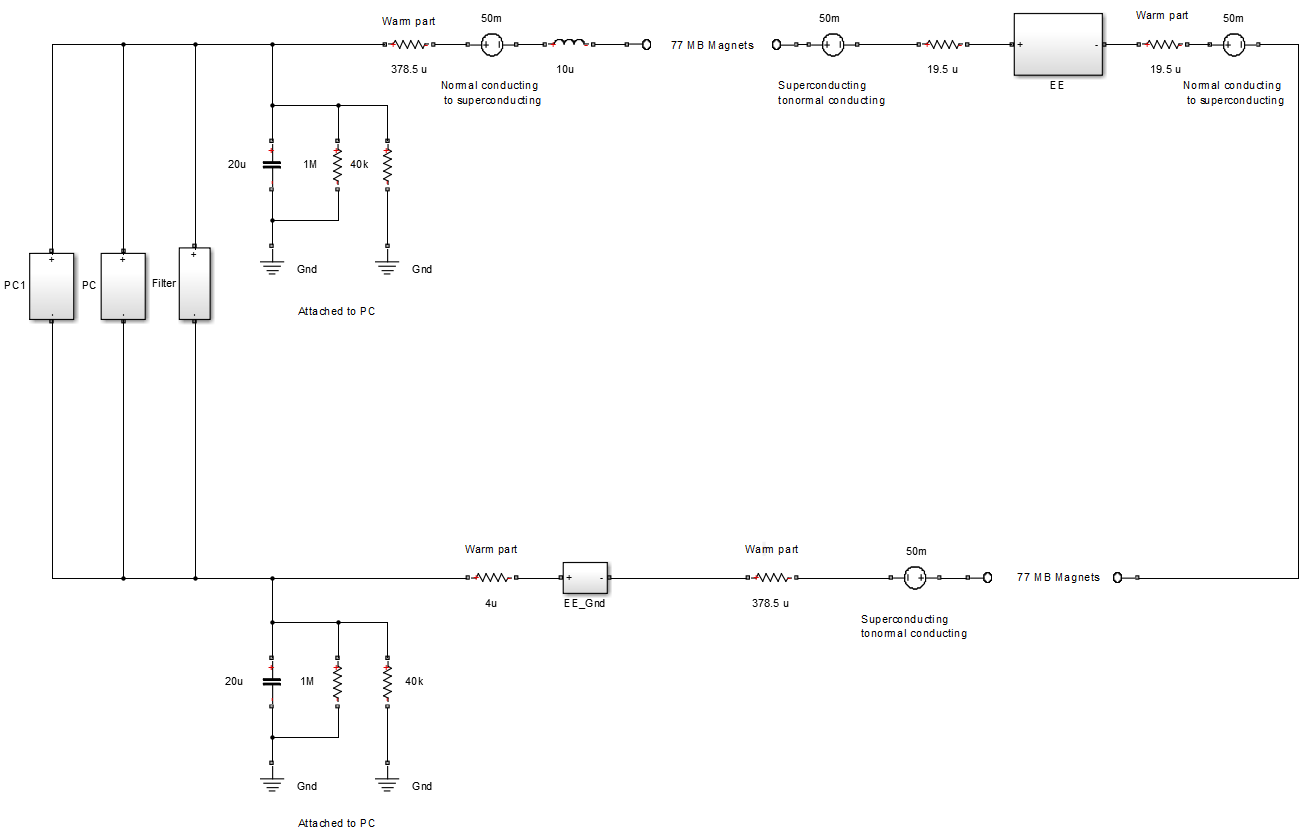 Warm part
50m
50m
Warm part
50m
77 MB Magnets
378.5 u
10u
19.5 u
19.5 u
+
-
EE
Normal conducting
to superconducting
Superconducting
tonormal conducting
Normal conducting
to superconducting
20u
1M
40k
Gnd
Gnd
PC1
PC
Filter
+
-
+
-
+
-
Attached to PC
Warm part
Warm part
50m
77 MB Magnets
+
-
4u
EE_Gnd
378.5 u
Superconducting
tonormal conducting
20u
1M
40k
Gnd
Gnd
Attached to PC